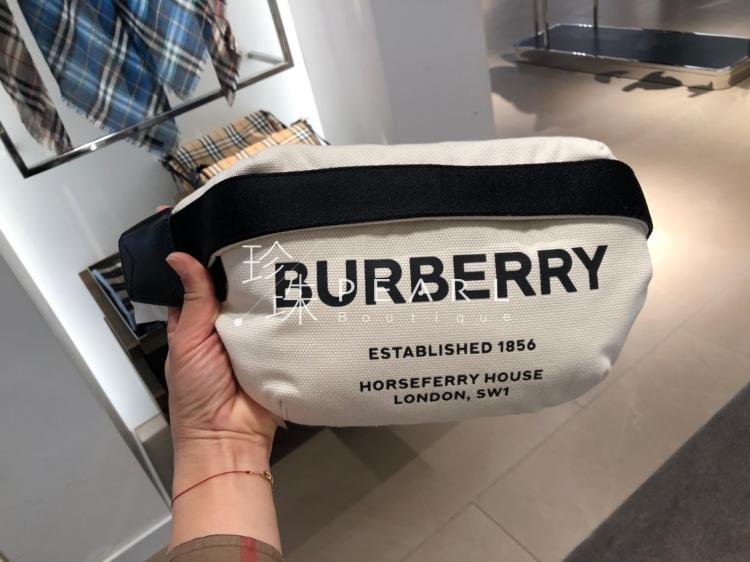 BURBERRY
珍珠 PEARL
Boutique
ESTABLISHED 1856
HORSEFERRY HOUSE
LONDON, SW1